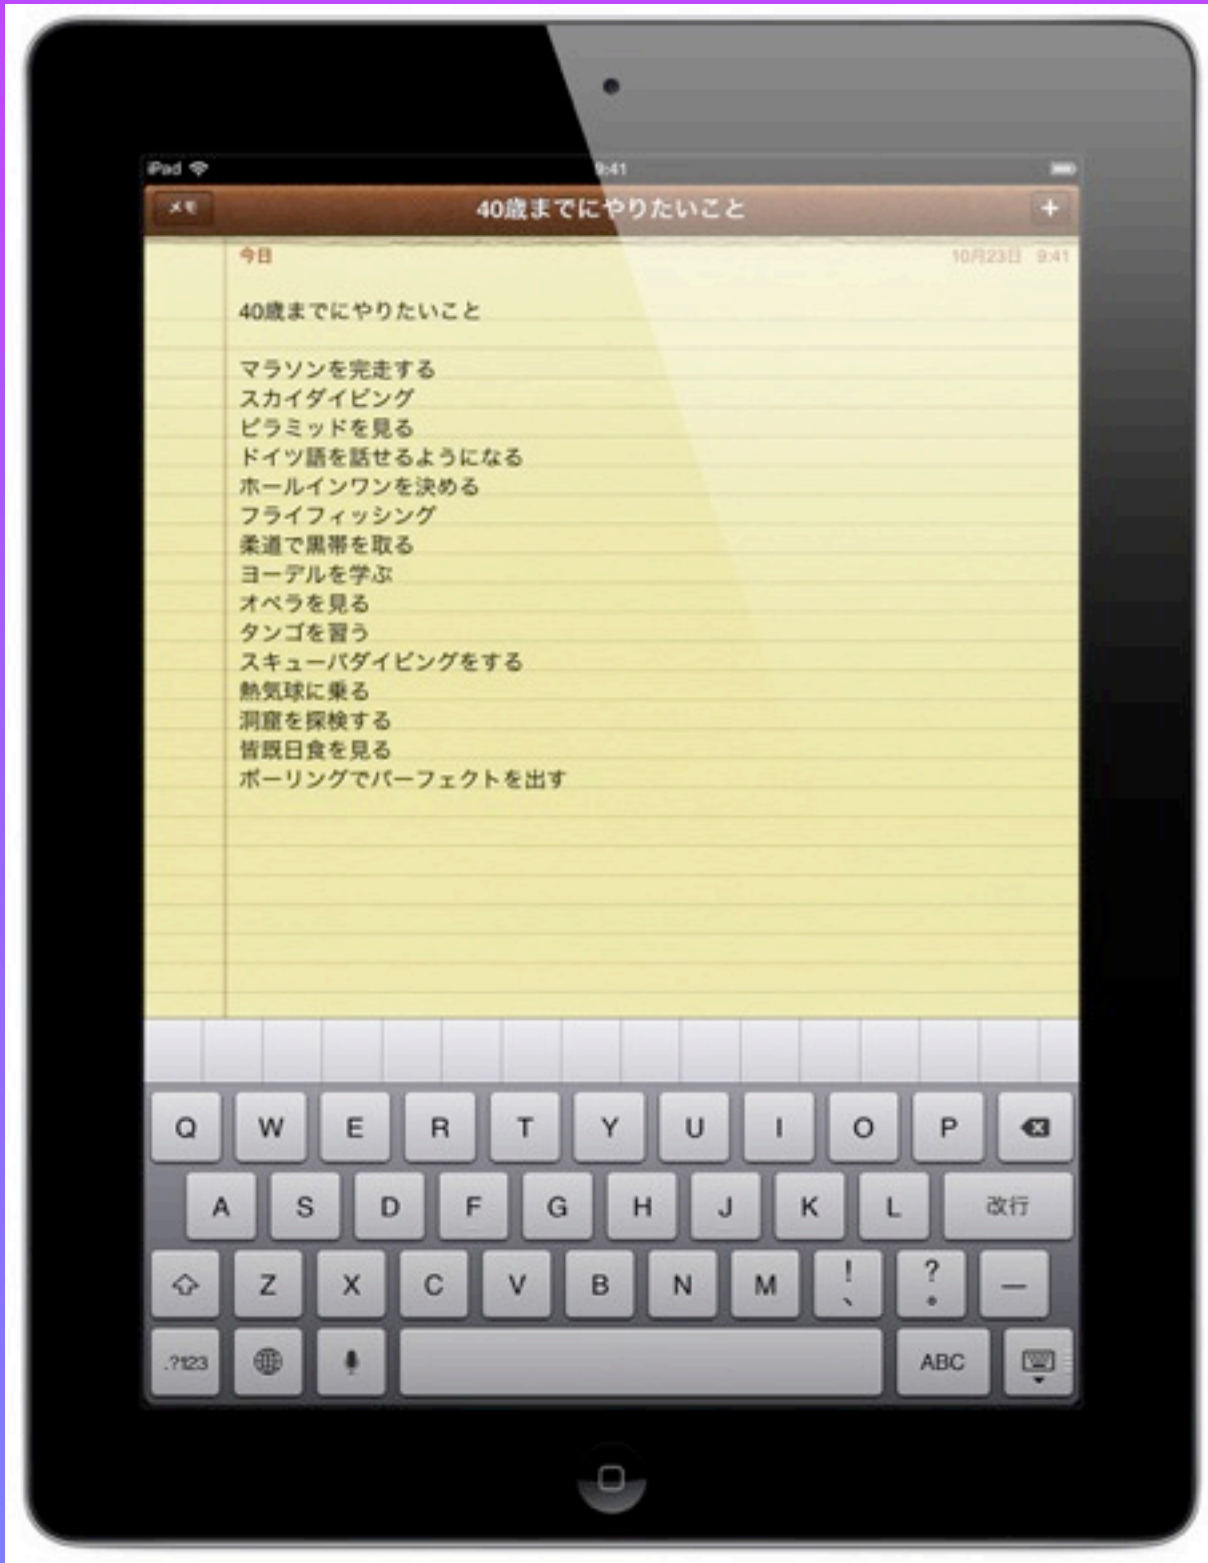 iPad
9:41
メモ
40歳までにやりたいこと
+
今日
10月23日 9:41
40歳までにやりたいこと
マラソンを完走する
スカイダイビング
ピラミッドを見る
ドイツ語を話せるようになる
ホールインワンを決める
フライフィッシング
柔道で黒帯を取る
ヨーデルを学ぶ
オペラを見る
タンゴを習う
スキューバダイビングをする
熱気球に乗る
洞窟を探検する
皆既日食を見る
ボーリングでパーフェクトを出す
Q W E R T Y U I O P
A S D F G H J K L 改行
Z X C V B N M ! 、 ? 。 ー
.?123 ABC